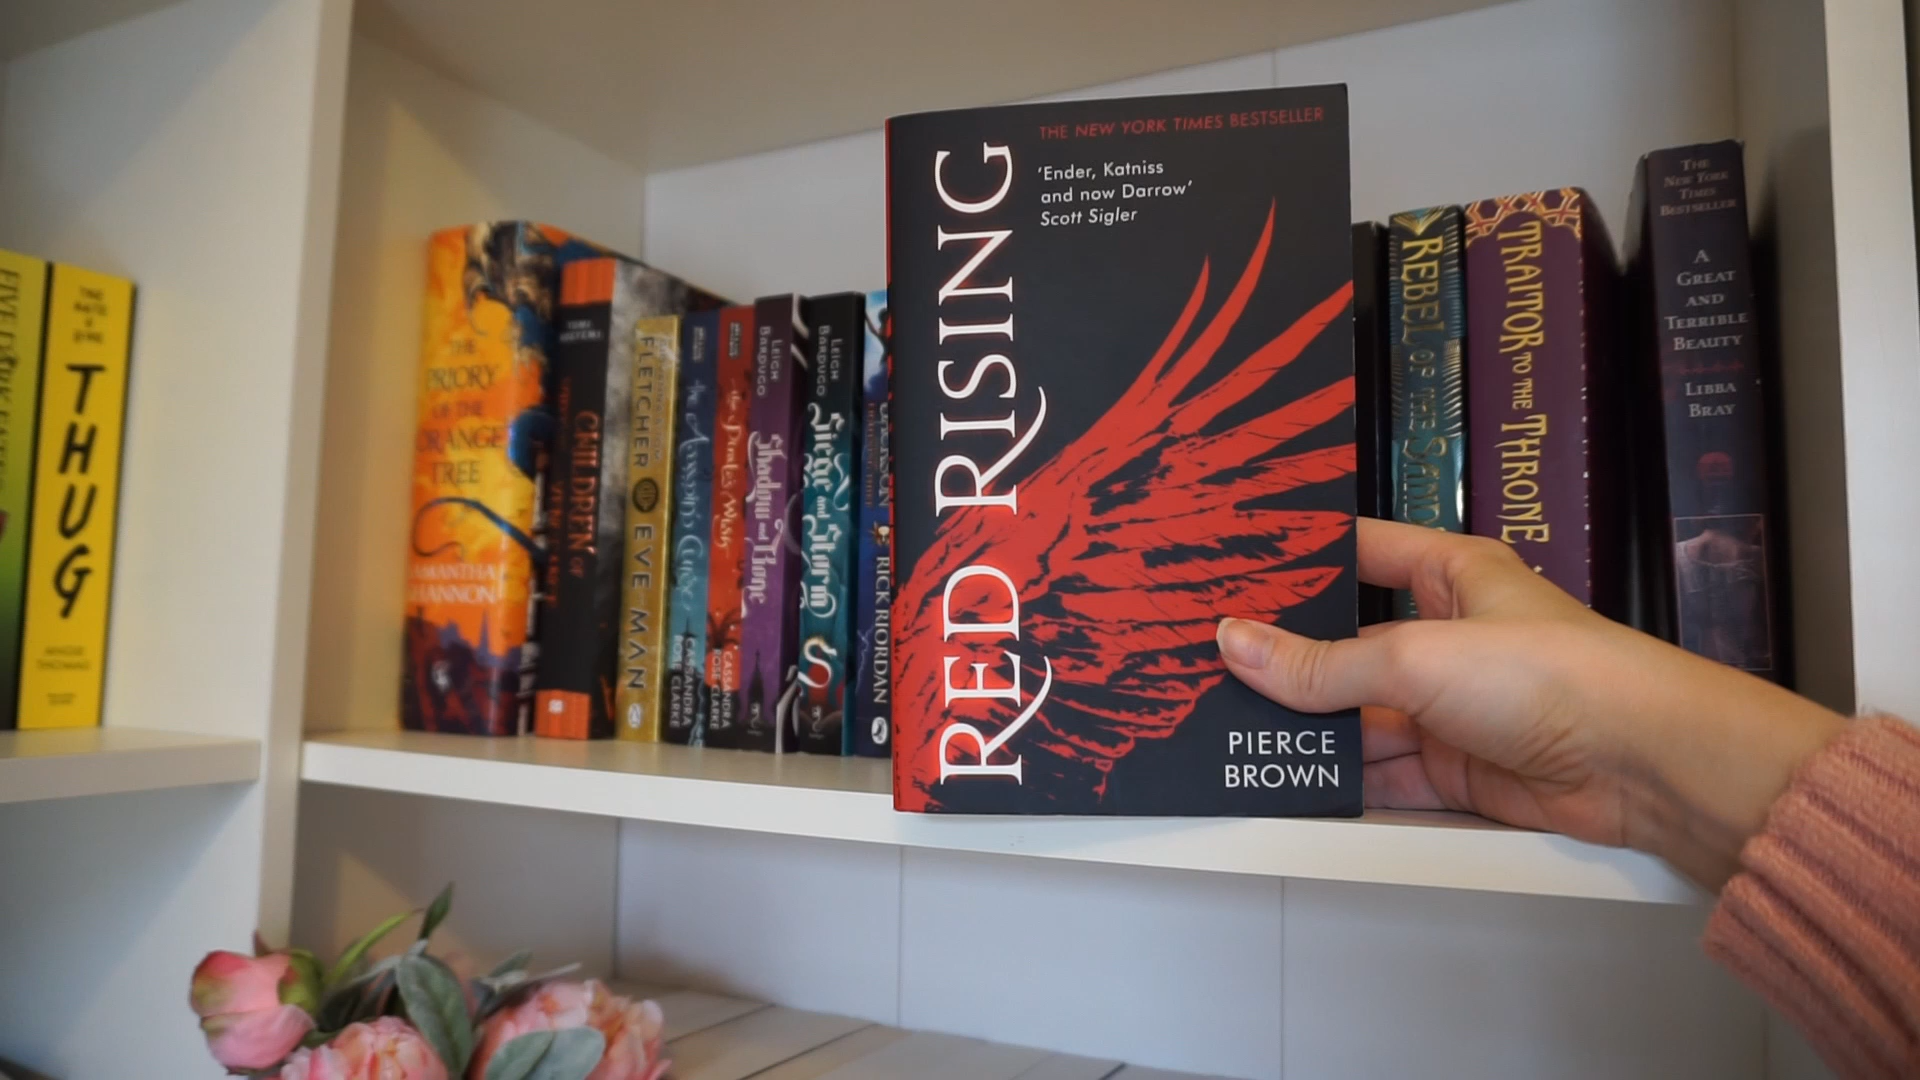 THUG
ANGIE
THOMAS
THE
PRIORY
OF THE
ORANGE
TREE
SAMANTHA
SHANNON
TOMI
CHILDREN OF
FLETCHER
EVE MAN
the Assassin's Curse
CASSANDRA
ROSE CLARKE
the Pirate's Wish
CASSANDRA
ROSE CLARKE
LEIGH
BARDUGO
Shadow and Bone
LEIGH
BARDUGO
Siege and Storm
RICK RIORDAN
RED RISING
THE NEW YORK TIMES BESTSELLER
'Ender, Katniss
and now Darrow'
Scott Sigler
PIERCE
BROWN
REBEL OF THE SANDS
TRAITOR TO THE THRONE
THE
NEW YORK
TIMES
BESTSELLER
A
GREAT
AND
TERRIBLE
BEAUTY
LIBBA
BRAY